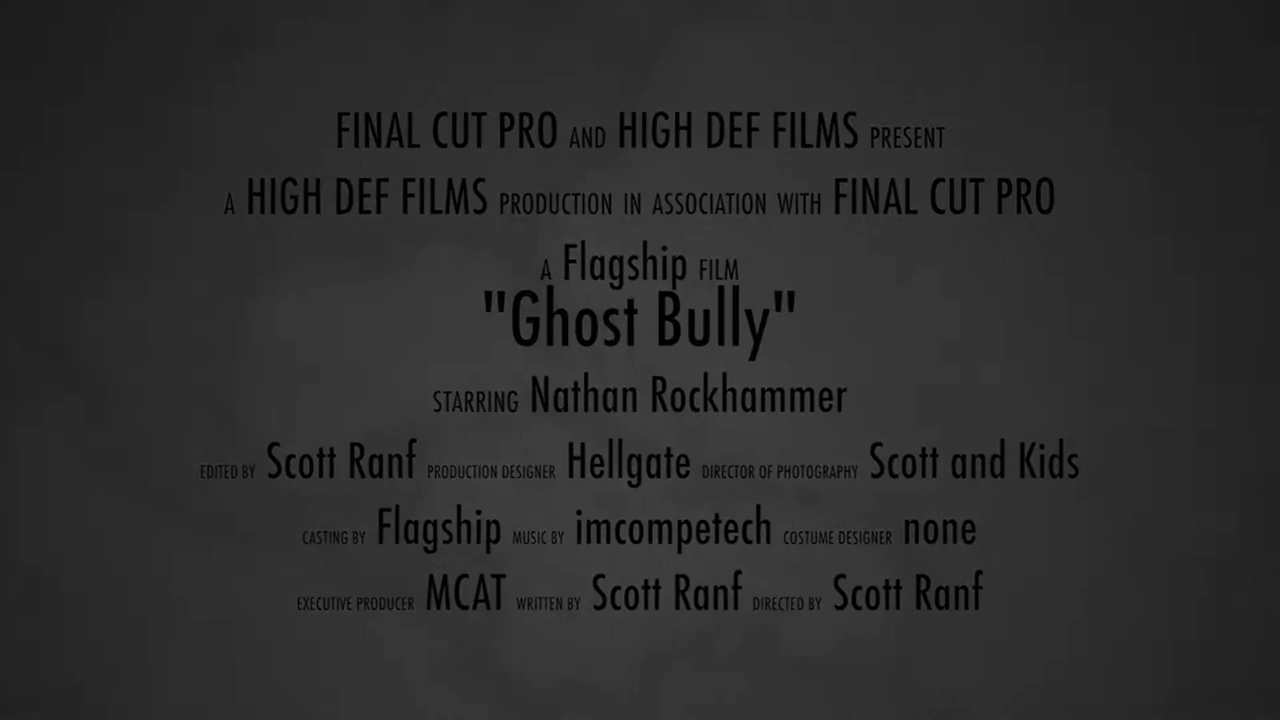 FINAL CUT PRO AND HIGH DEF FILMS PRESENT
A HIGH DEF FILMS PRODUCTION IN ASSOCIATION WITH FINAL CUT PRO
A Flagship FILM
"Ghost Bully"
STARRING Nathan Rockhammer
EDITED BY Scott Ranf PRODUCTION DESIGNER Hellgate DIRECTOR OF PHOTOGRAPHY Scott and Kids
CASTING BY Flagship MUSIC BY imcompetech COSTUME DESIGNER none
EXECUTIVE PRODUCER MCAT WRITTEN BY Scott Ranf DIRECTED BY Scott Ranf